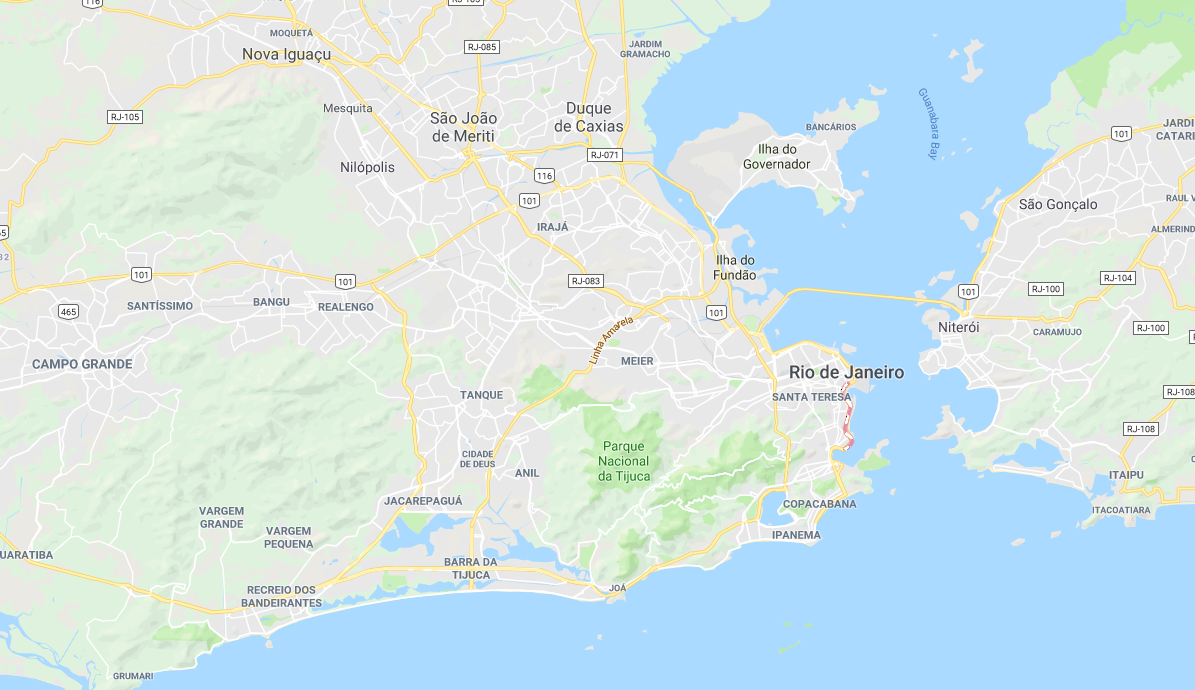 116
RJ-103
MOQUETÁ
Nova Iguaçu
RJ-085
JARDIM
GRAMACHO
Mesquita
RJ-105
São João
de Meriti
Duque
de Caxias
BANCÁRIOS
Guanabara Bay
101
JARDI
CATARI
RJ-071
Ilha do
Governador
Nilópolis
116
101
São Gonçalo
RAUL V
IRAJÁ
ALMERIND
Ilha do
Fundão
101
101
RJ-083
RJ-104
RJ-100
101
SANTÍSSIMO
BANGU
REALENGO
465
101
Niterói
CARAMUJO
RJ-100
Linha Amarela
CAMPO GRANDE
MEIER
Rio de Janeiro
TANQUE
SANTA TERESA
RJ-108
RJ-108
Parque
Nacional
da Tijuca
CIDADE
DE DEUS
ANIL
ITAIPU
JACAREPAGUÁ
COPACABANA
ITACOATIARA
VARGEM
GRANDE
VARGEM
PEQUENA
IPANEMA
UARATIBA
BARRA DA
TIJUCA
RECREIO DOS
BANDEIRANTES
JOÁ
GRUMARI